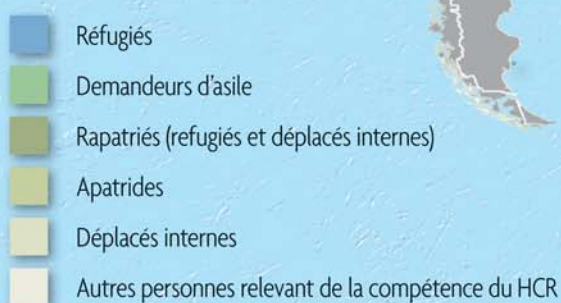 Réfugiés
Demandeurs d'asile
Rapatriés (refugiés et déplacés internes)
Apatrides
Déplacés internes
Autres personnes relevant de la compétence du HCR